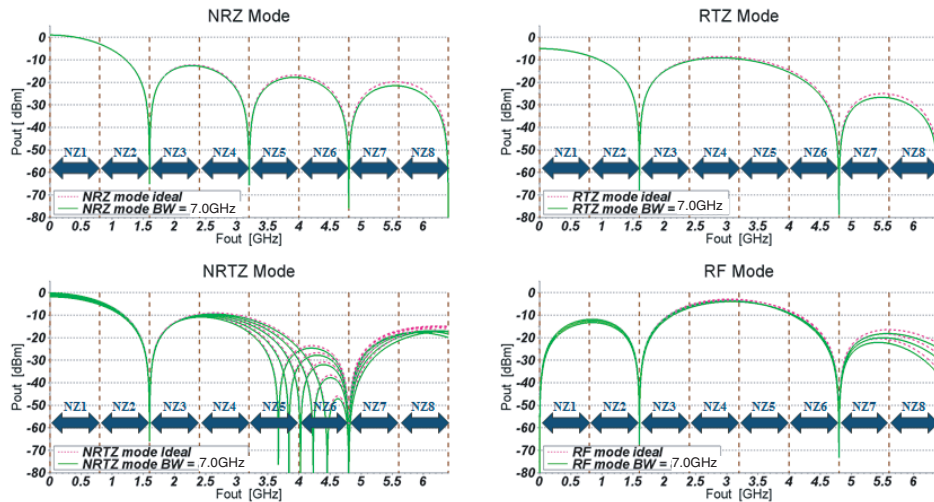 NRZ Mode
Pout [ dBm]
0
-10
-20
-30
-40
-50
-60
-70
-80
NZ1 NZ2 NZ3 NZ4 NZ5 NZ6 NZ7 NZ8
NRZ mode ideal
NRZ mode BW = 7.0GHz
0 0.5 1 1.5 2 2.5 3 3.5 4 4.5 5 5.5 6
Fout [GHz]
RTZ Mode
Pout [dBm]
0
-10
-20
-30
-40
-50
-60
-70
-80
NZ1 NZ2 NZ3 NZ4 NZ5 NZ6 NZ7 NZ8
RTZ mode ideal
RTZ mode BW = 7.0GHz
0 0.5 1 1.5 2 2.5 3 3.5 4 4.5 5 5.5 6
Fout [GHz]
NRTZ Mode
Pout [dBm]
0
-10
-20
-30
-40
-50
-60
-70
-80
NZ1 NZ2 NZ3 NZ4 NZ5 NZ6 NZ7 NZ8
NRTZ mode Ideal
NRTZ mode BW = 7.0GHz
0 0.5 1 1.5 2 2.5 3 3.5 4 4.5 5 5.5 6
Fout [GHz]
RF Mode
Pout [dBm]
0
-10
-20
-30
-40
-50
-60
-70
-80
NZ1 NZ2 NZ3 NZ4 NZ5 NZ6 NZ7 NZ8
RF mode ideal
RF mode BW = 7.0GHz
0 0.5 1 1.5 2 2.5 3 3.5 4 4.5 5 5.5 6
Fout [GHz]